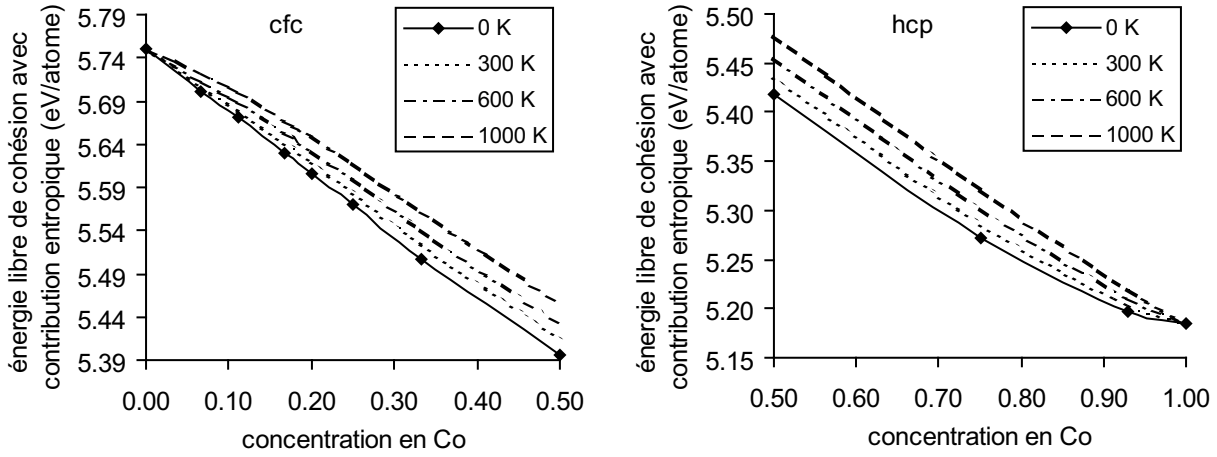 cfc
0 K
300 K
600 K
1000 K
énergie libre de cohésion avec
contribution entropique (eV/atome)
5.79
5.74
5.69
5.64
5.59
5.54
5.49
5.44
5.39
0.00 0.10 0.20 0.30 0.40 0.50
concentration en Co
hcp
0 K
300 K
600 K
1000 K
énergie libre de cohésion avec
contribution entropique (eV/atome)
5.50
5.45
5.40
5.35
5.30
5.25
5.20
5.15
0.50 0.60 0.70 0.80 0.90 1.00
concentration en Co